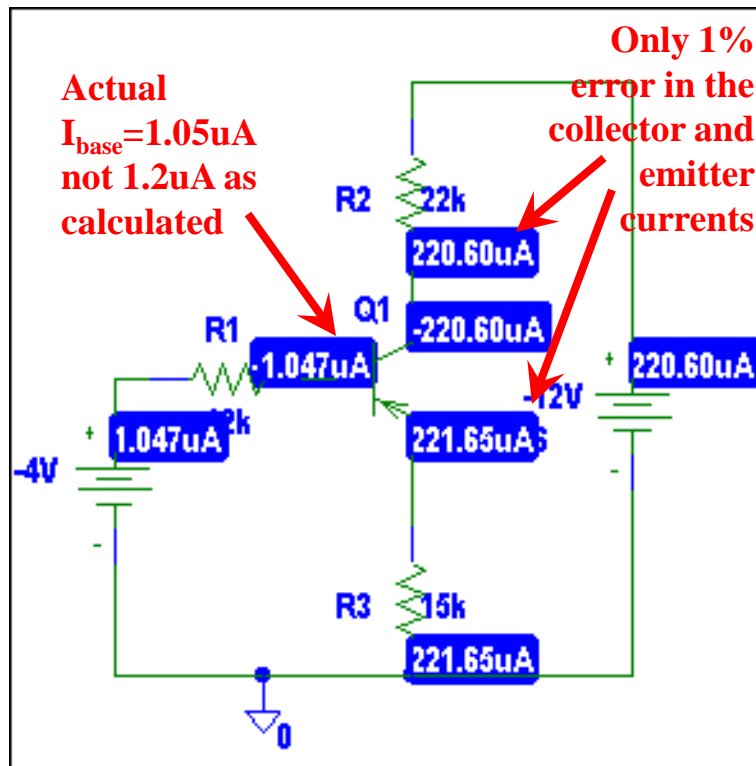 Only 1%
error in the
collector and
emitter
currents
Actual
I_base=1.05uA
not 1.2uA as
calculated
R2
22k
220.60uA
Q1
-220.60uA
R1
-1.047uA
220.60uA
+
-12V
221.65uA
+
1.047uA
-4V
-
-
R3
15k
221.65uA
0